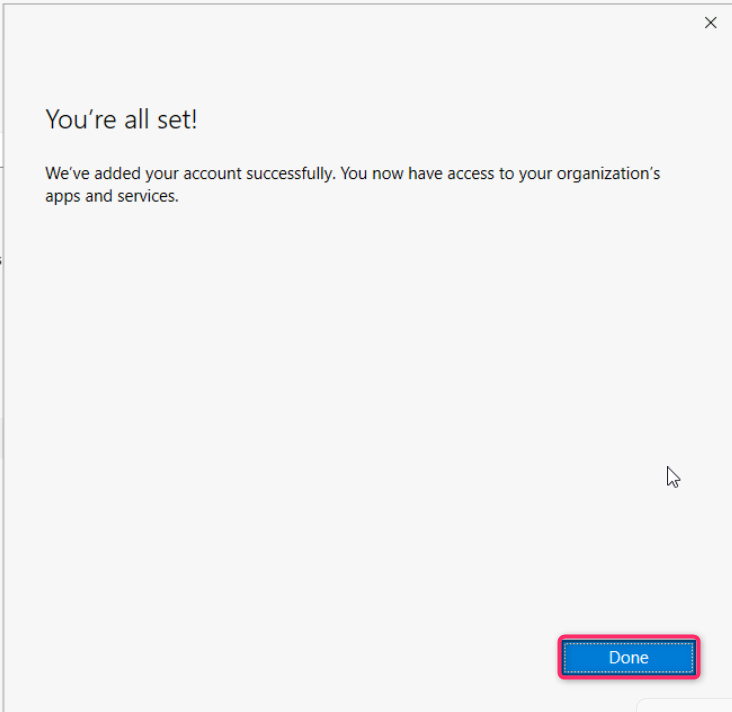 You’re all set!
We’ve added your account successfully. You now have access to your organization’s
apps and services.
Done